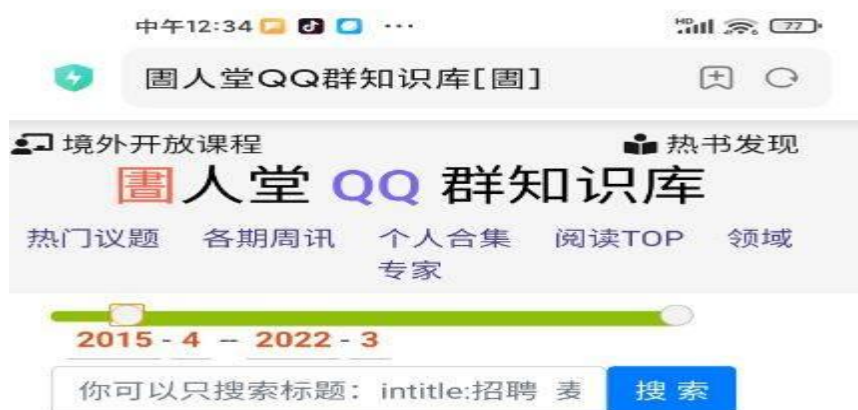 中午12:34 ... HD 77
圕人堂QQ群知识库[圕]
境外开放课程 热书发现
圕人堂 QQ 群知识库
热门议题 各期周讯 个人合集 阅读TOP 领域
专家
2015 - 4 -- 2022 - 3
你可以只搜索标题：intitle:招聘 麦 搜 索